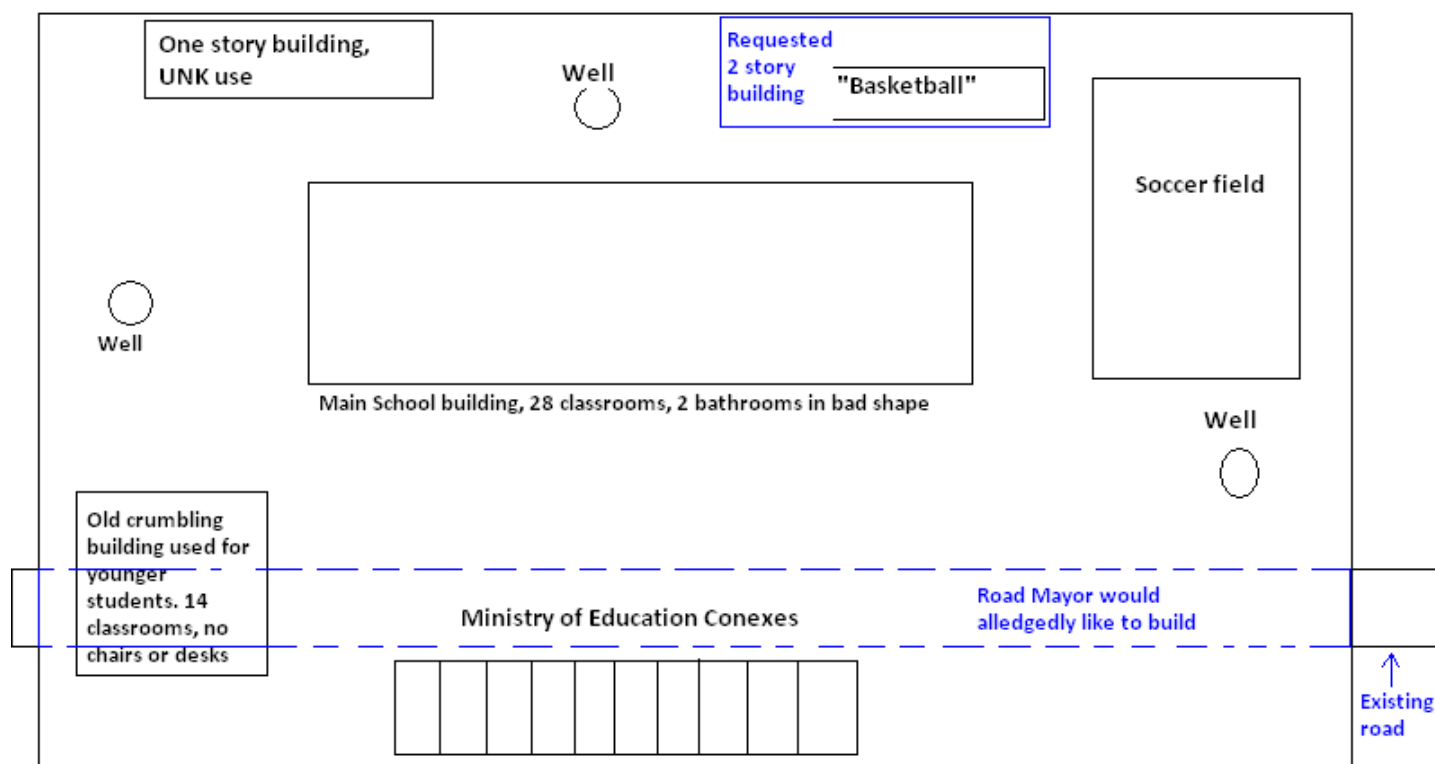 One story building,
UNK use
Well
Requested
2 story
building
"Basketball"
Soccer field
Well
Main School building, 28 classrooms, 2 bathrooms in bad shape
Well
Old crumbling
building used for
younger
students. 14
classrooms, no
chairs or desks
Ministry of Education Conexes
Road Mayor would
alledgedly like to build
Existing
road